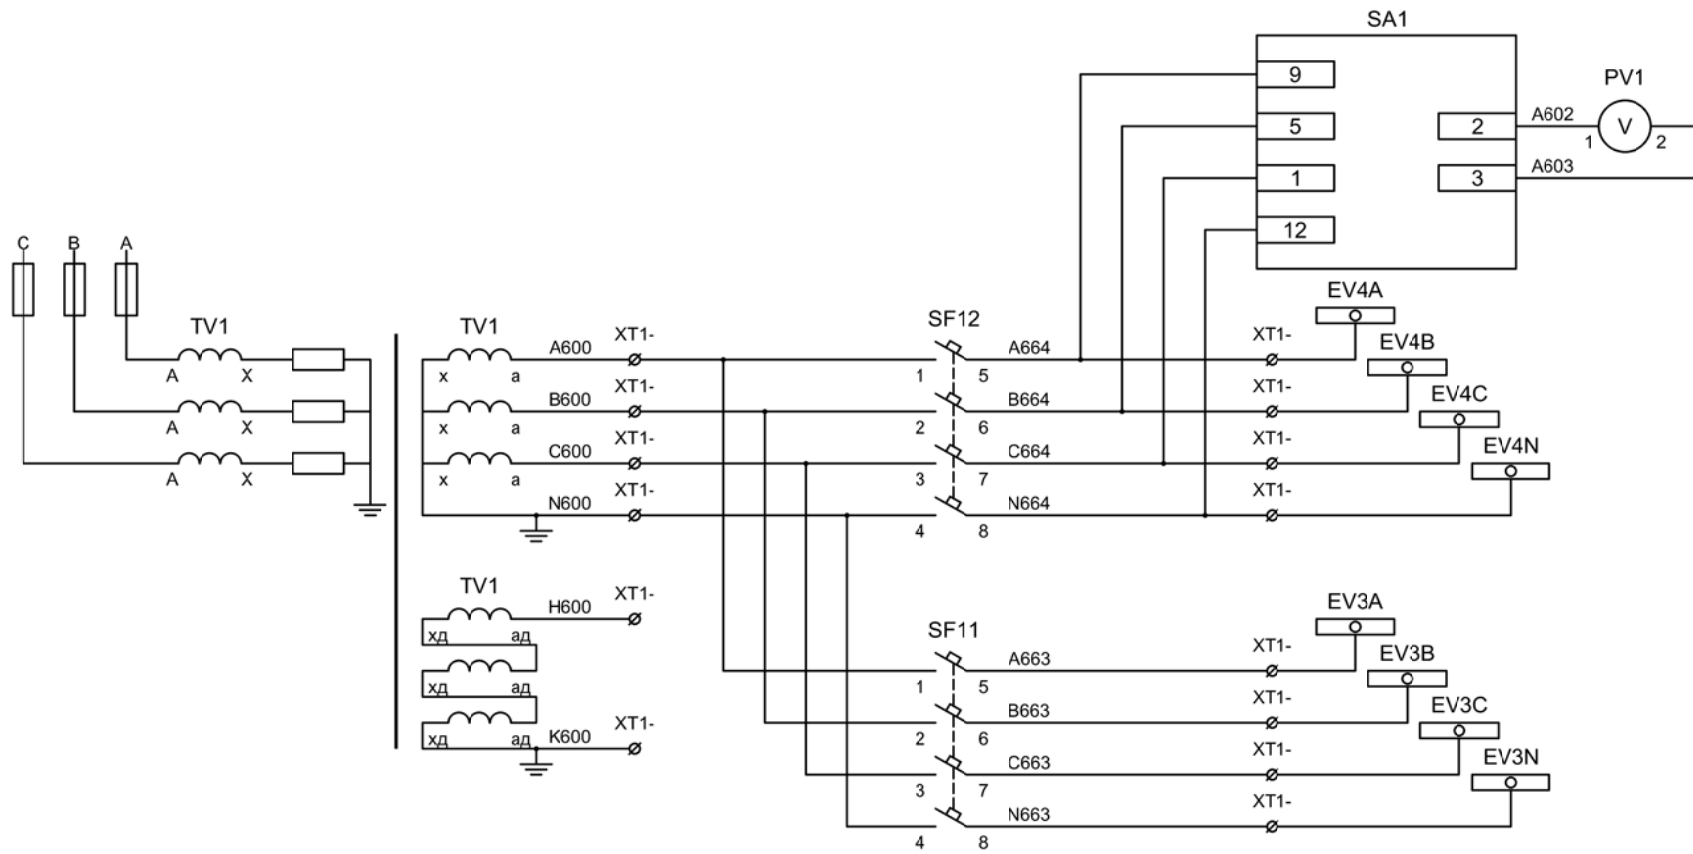 SA1
9
PV1
5
2
A602
V
1
2
1
3
A603
12
C
B
A
EV4A
TV1
TV1
XT1-
SF12
XT1-
EV4B
A600
A664
A
X
x
a
1
5
XT1-
XT1-
EV4C
B600
B664
A
X
x
a
2
6
XT1-
XT1-
EV4N
C600
C664
A
X
x
a
3
7
XT1-
XT1-
N600
N664
4
8
TV1
XT1-
H600
EV3A
хд
ад
SF11
XT1-
EV3B
A663
хд
ад
1
5
XT1-
EV3C
B663
XT1-
K600
хд
ад
2
6
XT1-
EV3N
C663
3
7
XT1-
N663
4
8